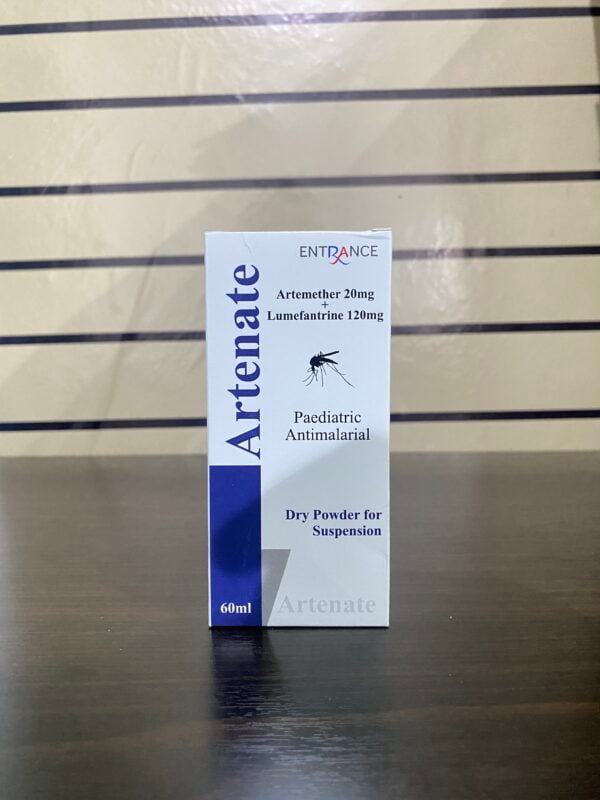 ENTRANCE
Artenate
Artemether 20mg
+
Lumefantrine 120mg
Paediatric
Antimalarial
Dry Powder for
Suspension
60ml
Artenate